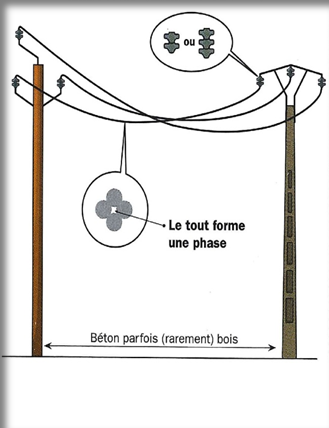 ou
Le tout forme
une phase
Béton parfois (rarement) bois